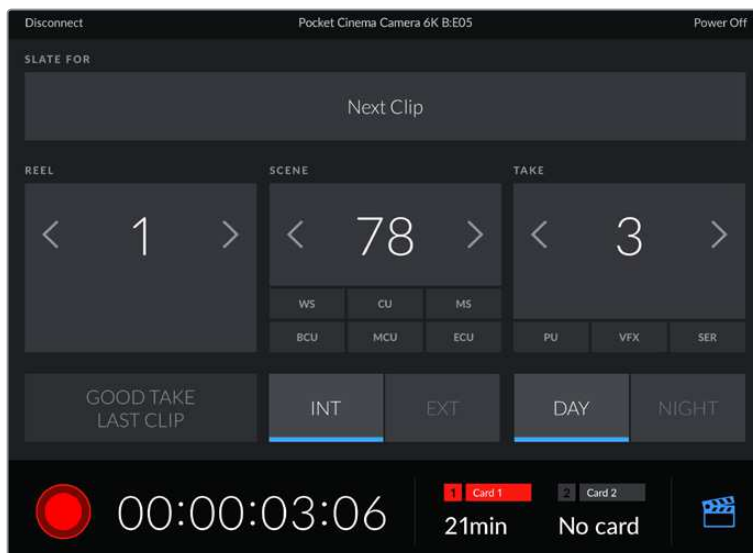 Disconnect Pocket Cinema Camera 6K B:E05 Power Off
SLATE FOR
Next Clip
REEL SCENE TAKE
< 1 > < 78 > < 3 >
WS CU MS
BCU MCU ECU PU VFX SER
GOOD TAKE
LAST CLIP
INT EXT DAY NIGHT
00:00:03:06
1 Card 1
21min
2 Card 2
No card